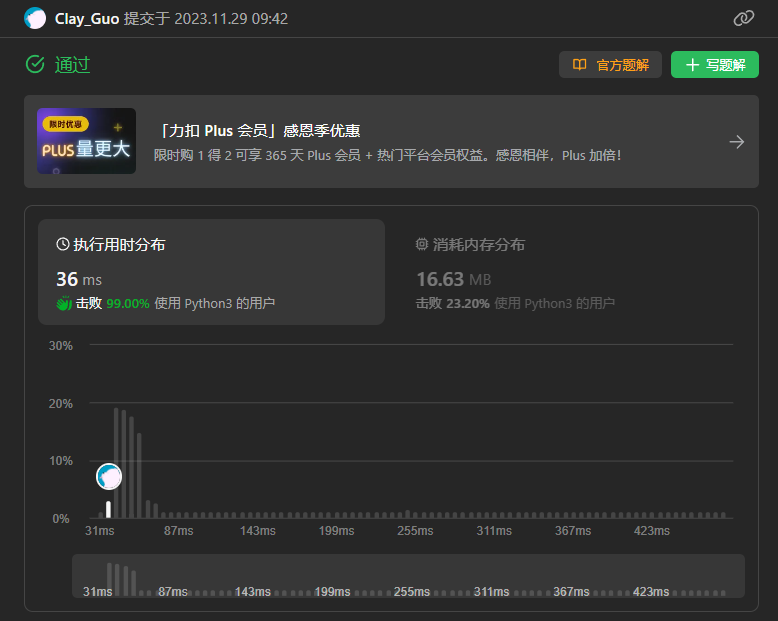 Clay_Guo 提交于 2023.11.29 09:42
通过
官方题解
写题解
限时优惠
PLUS量更大
「力扣 Plus 会员」感恩季优惠
限时购 1 得 2 可享 365 天 Plus 会员 + 热门平台会员权益。感恩相伴，Plus 加倍！
执行用时分布
36 ms
击败 99.00% 使用 Python3 的用户
消耗内存分布
16.63 MB
击败 23.20% 使用 Python3 的用户
30%
20%
10%
0%
31ms 87ms 143ms 199ms 255ms 311ms 367ms 423ms
31ms 87ms 143ms 199ms 255ms 311ms 367ms 423ms